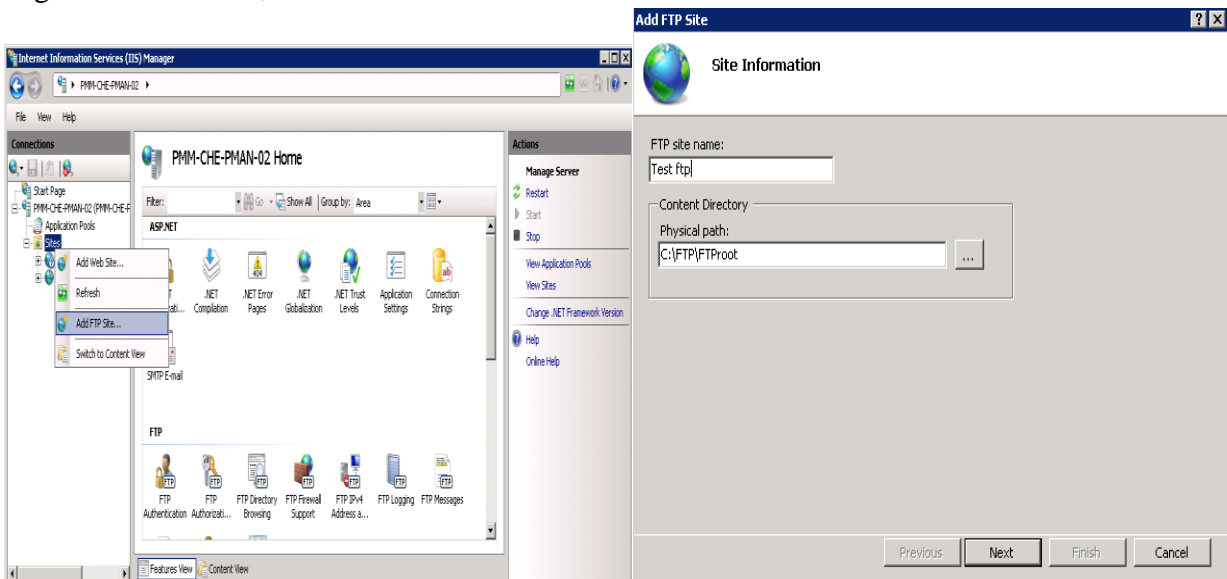 Internet Information Services (IIS) Manager
PMM-CHE-PMAN-02
File View Help
Connections
Start Page
PMM-CHE-PMAN-02 (PMM-CHE-P
Application Pools
Sites
Add Web Site...
Refresh
Add FTP Site...
Switch to Content View
PMM-CHE-PMAN-02 Home
Filter: Go Show All Group by: Area
ASP.NET
.NET Compilation
.NET Error Pages
.NET Globalization
.NET Trust Levels
Application Settings
Connection Strings
SMTP E-mail
FTP
FTP Authentication
FTP Authorizati...
FTP Directory Browsing
FTP Firewall Support
FTP IPv4 Address a...
FTP Logging
FTP Messages
Features View Content View
Actions
Manage Server
Restart
Start
Stop
View Application Pools
View Sites
Change .NET Framework Version
Help
Online Help
Add FTP Site
Site Information
FTP site name:
Test ftp
Content Directory
Physical path:
C:\FTP\FTProot
...
Previous Next Finish Cancel